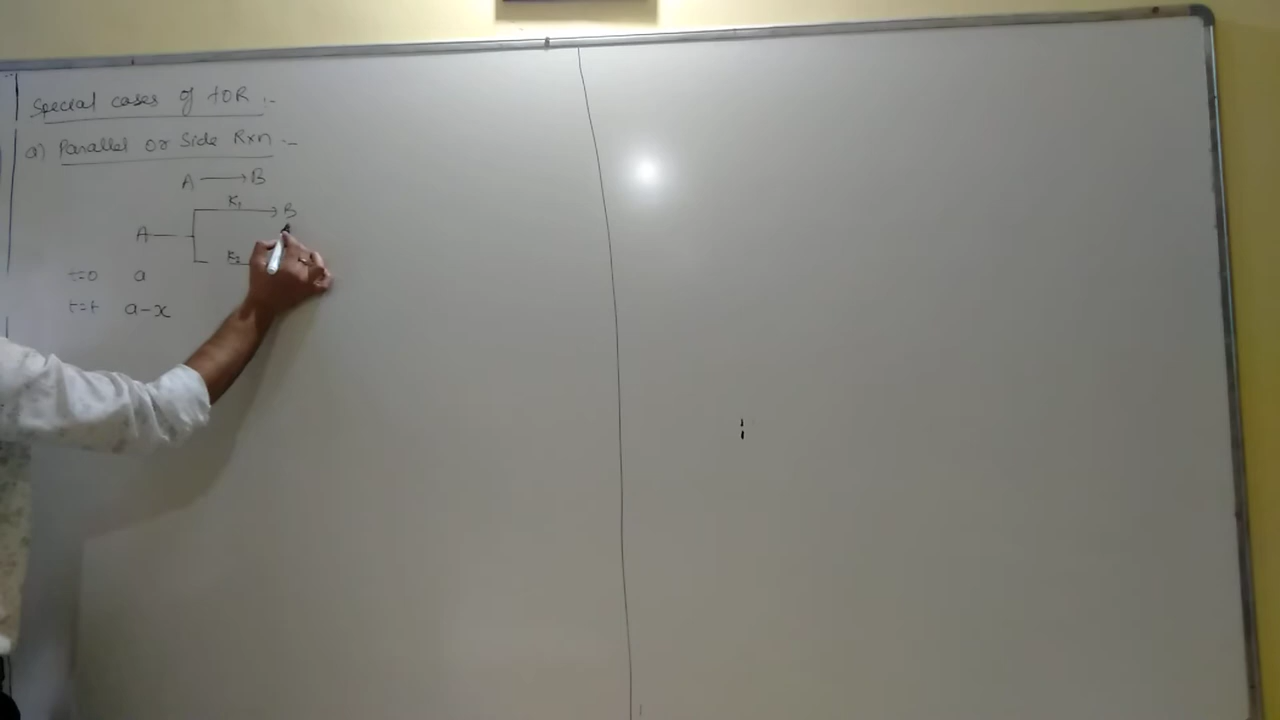 Special cases of fOR :-
a) Parallel or Side Rxn :-
A → B
K₁ B
A
K₂
t=0 a
t=t a-x